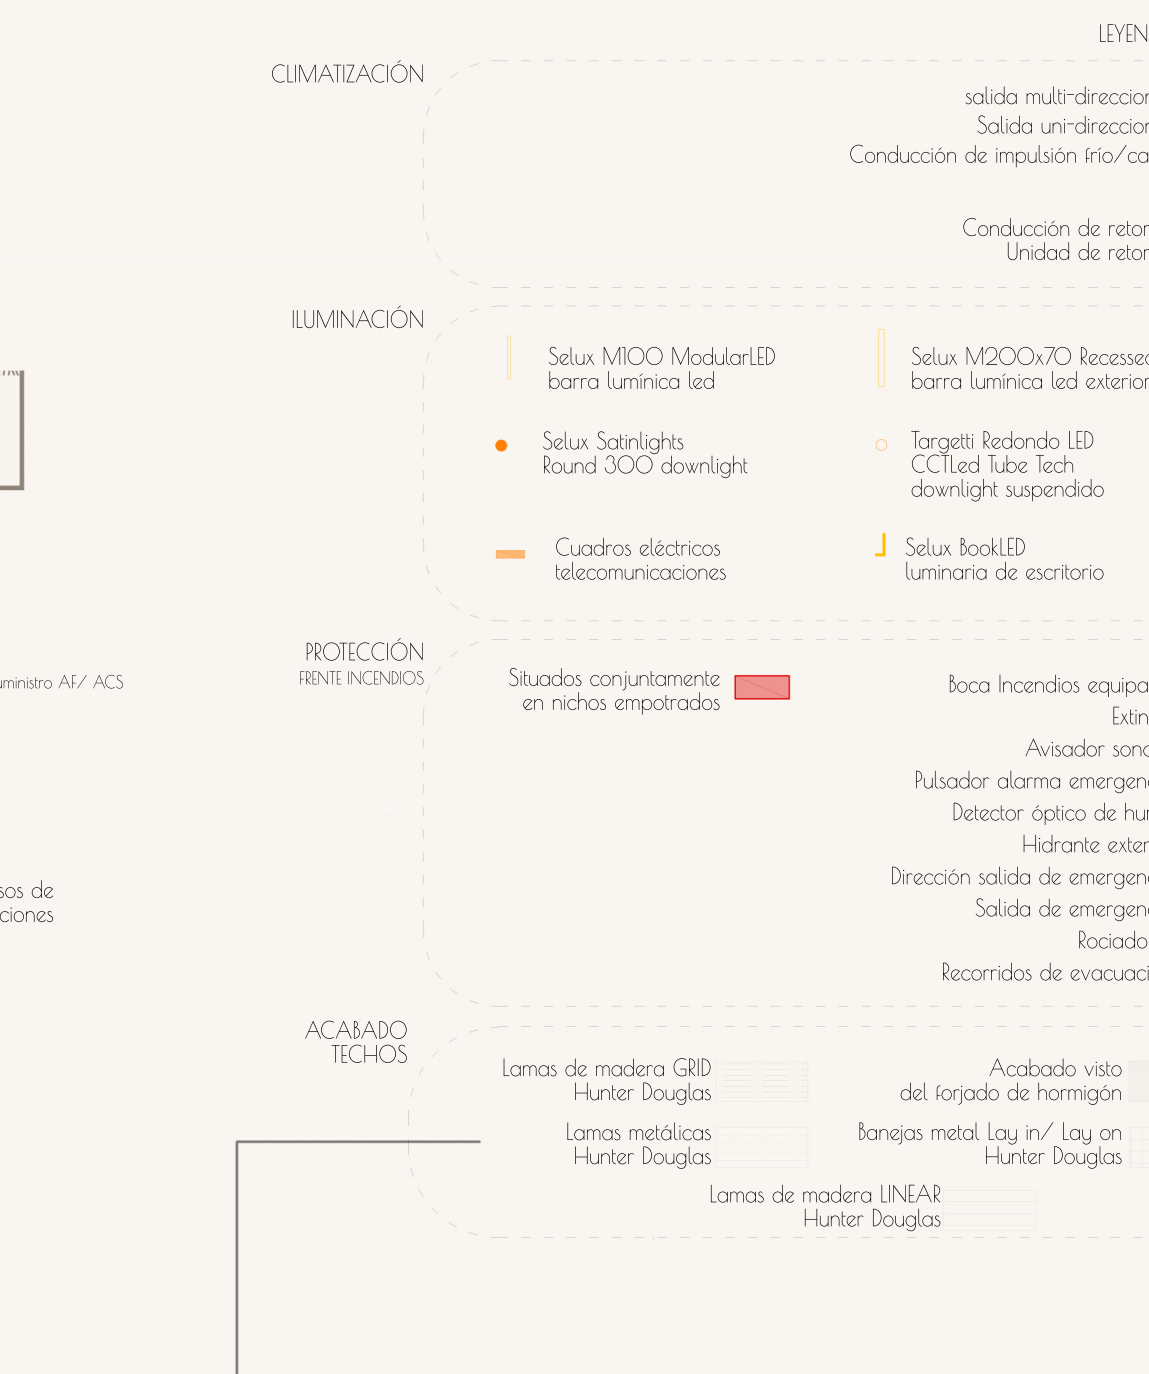 LEYEN
CLIMATIZACIÓN
salida multi-direccion
Salida uni-direccion
Conducción de impulsión frío/ca
Conducción de retor
Unidad de retor
ILUMINACIÓN
Selux M100 ModularLED
barra lumínica led
Selux M200x70 Recessed
barra lumínica led exterior
Selux Satinlights
Round 300 downlight
Targetti Redondo LED
CCTLed Tube Tech
downlight suspendido
Cuadros eléctricos
telecomunicaciones
Selux BookLED
luminaria de escritorio
PROTECCIÓN
FRENTE INCENDIOS
Situados conjuntamente
en nichos empotrados
Boca Incendios equipa
Extin
Avisador sono
Pulsador alarma emergenc
Detector óptico de hum
Hidrante exter
Dirección salida de emergenc
Salida de emergenc
Rociado
Recorridos de evacuaci
uministro AF/ ACS
sos de
ciones
ACABADO
TECHOS
Lamas de madera GRID
Hunter Douglas
Acabado visto
del forjado de hormigón
Lamas metálicas
Hunter Douglas
Banejas metal Lay in/ Lay on
Hunter Douglas
Lamas de madera LINEAR
Hunter Douglas